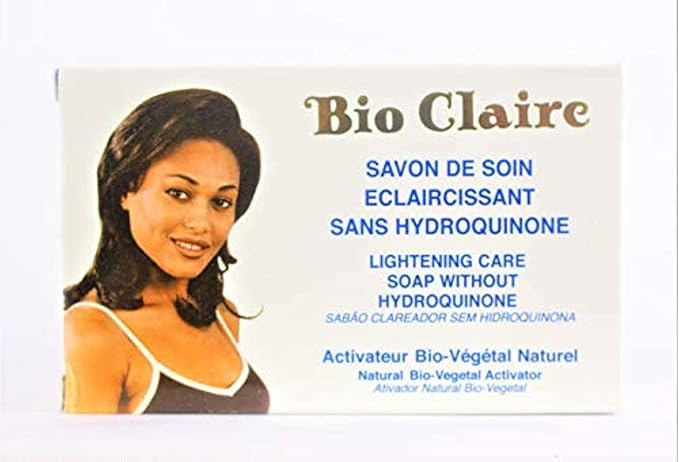 Bio Claire
SAVON DE SOIN
ECLAIRCISSANT
SANS HYDROQUINONE
LIGHTENING CARE
SOAP WITHOUT
HYDROQUINONE
SABÃO CLAREADOR SEM HIDROQUINONA
Activateur Bio-Végétal Naturel
Natural Bio-Vegetal Activator
Ativador Natural Bio-Vegetal